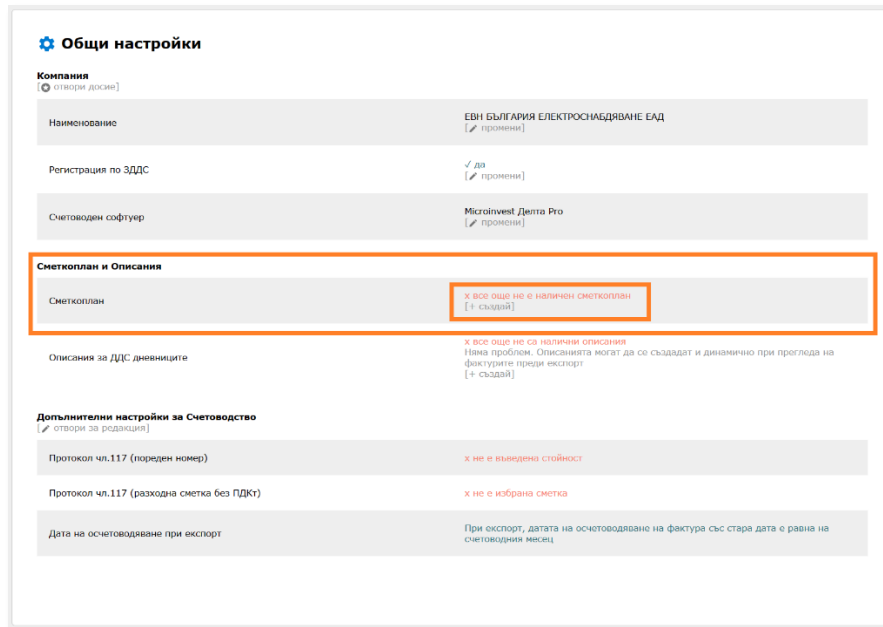 Общи настройки
Компания
[ отвори досие]
Наименование
ЕВН БЪЛГАРИЯ ЕЛЕКТРОСНАБДЯВАНЕ ЕАД
[ промени]
Регистрация по ЗДДС
√ да
[ промени]
Счетоводен софтуер
Microinvest Делта Pro
[ промени]
Сметкоплан и Описания
Сметкоплан
х все още не е наличен сметкоплан
[+ създай]
Описания за ДДС дневниците
х все още не са налични описания
Няма проблем. Описанията могат да се създадат и динамично при прегледа на
фактурите преди експорт
[+ създай]
Допълнителни настройки за Счетоводство
[ отвори за редакция]
Протокол чл.117 (пореден номер)
х не е въведена стойност
Протокол чл.117 (разходна сметка без ПДКт)
х не е избрана сметка
Дата на осчетоводяване при експорт
При експорт, датата на осчетоводяване на фактура със стара дата е равна на
счетоводния месец